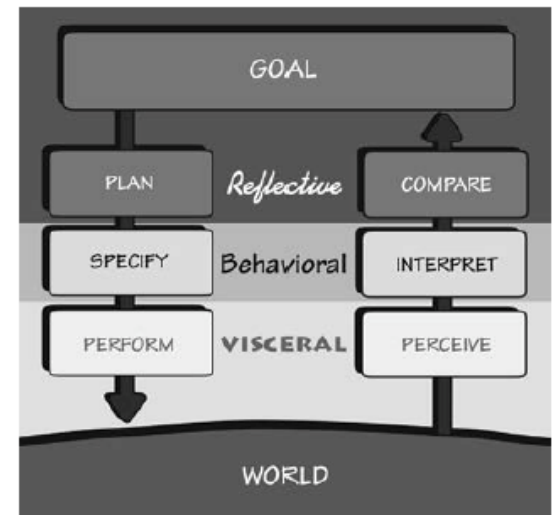 GOAL
PLAN Reflective COMPARE
SPECIFY Behavioral INTERPRET
PERFORM VISCERAL PERCEIVE
WORLD